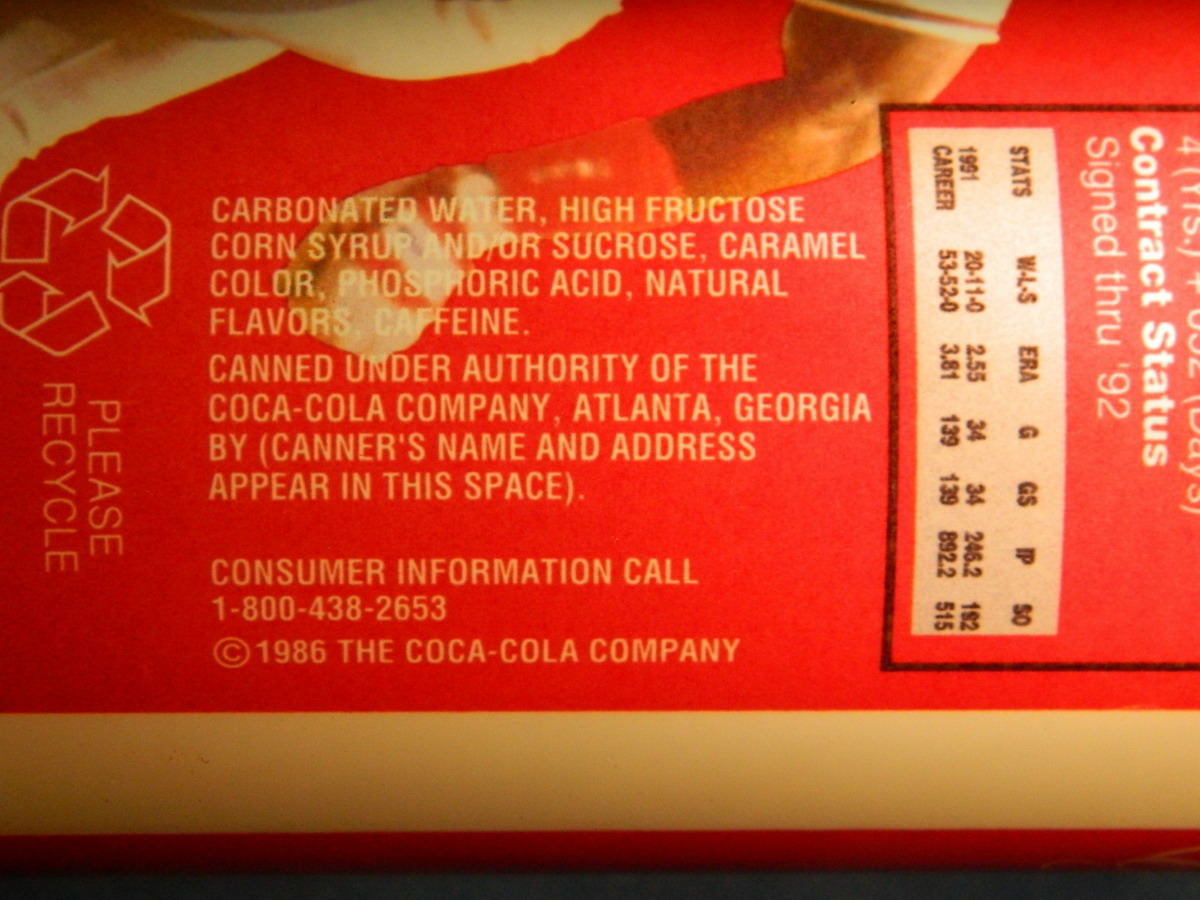 CARBONATED WATER, HIGH FRUCTOSE
CORN SYRUP AND/OR SUCROSE, CARAMEL
COLOR, PHOSPHORIC ACID, NATURAL
FLAVORS, CAFFEINE.
CANNED UNDER AUTHORITY OF THE
COCA-COLA COMPANY, ATLANTA, GEORGIA
BY (CANNER'S NAME AND ADDRESS
APPEAR IN THIS SPACE).
CONSUMER INFORMATION CALL
1-800-438-2653
©1986 THE COCA-COLA COMPANY
PLEASE
RECYCLE
Contract Status
Signed thru '92
STATS W-L-S ERA G GS IP SO
1991 20-11-0 2.55 34 34 246.2 192
CAREER 53-52-0 3.81 139 139 892.2 515